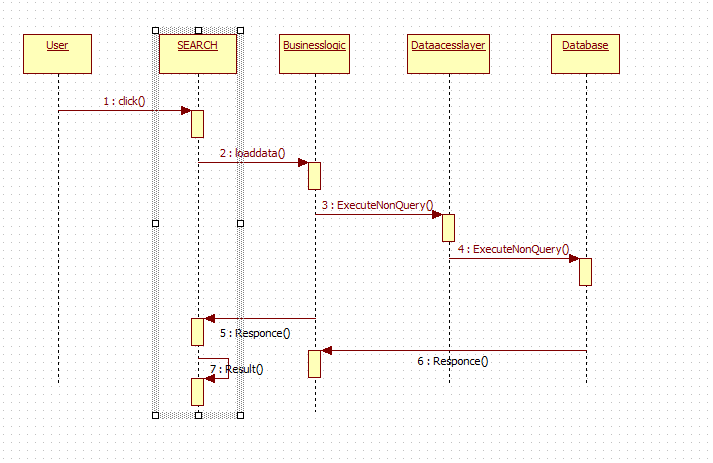 User
SEARCH
Businesslogic
Dataacesslayer
Database
1 : click()
2 : loaddata()
3 : ExecuteNonQuery()
4 : ExecuteNonQuery()
5 : Responce()
6 : Responce()
7 : Result()